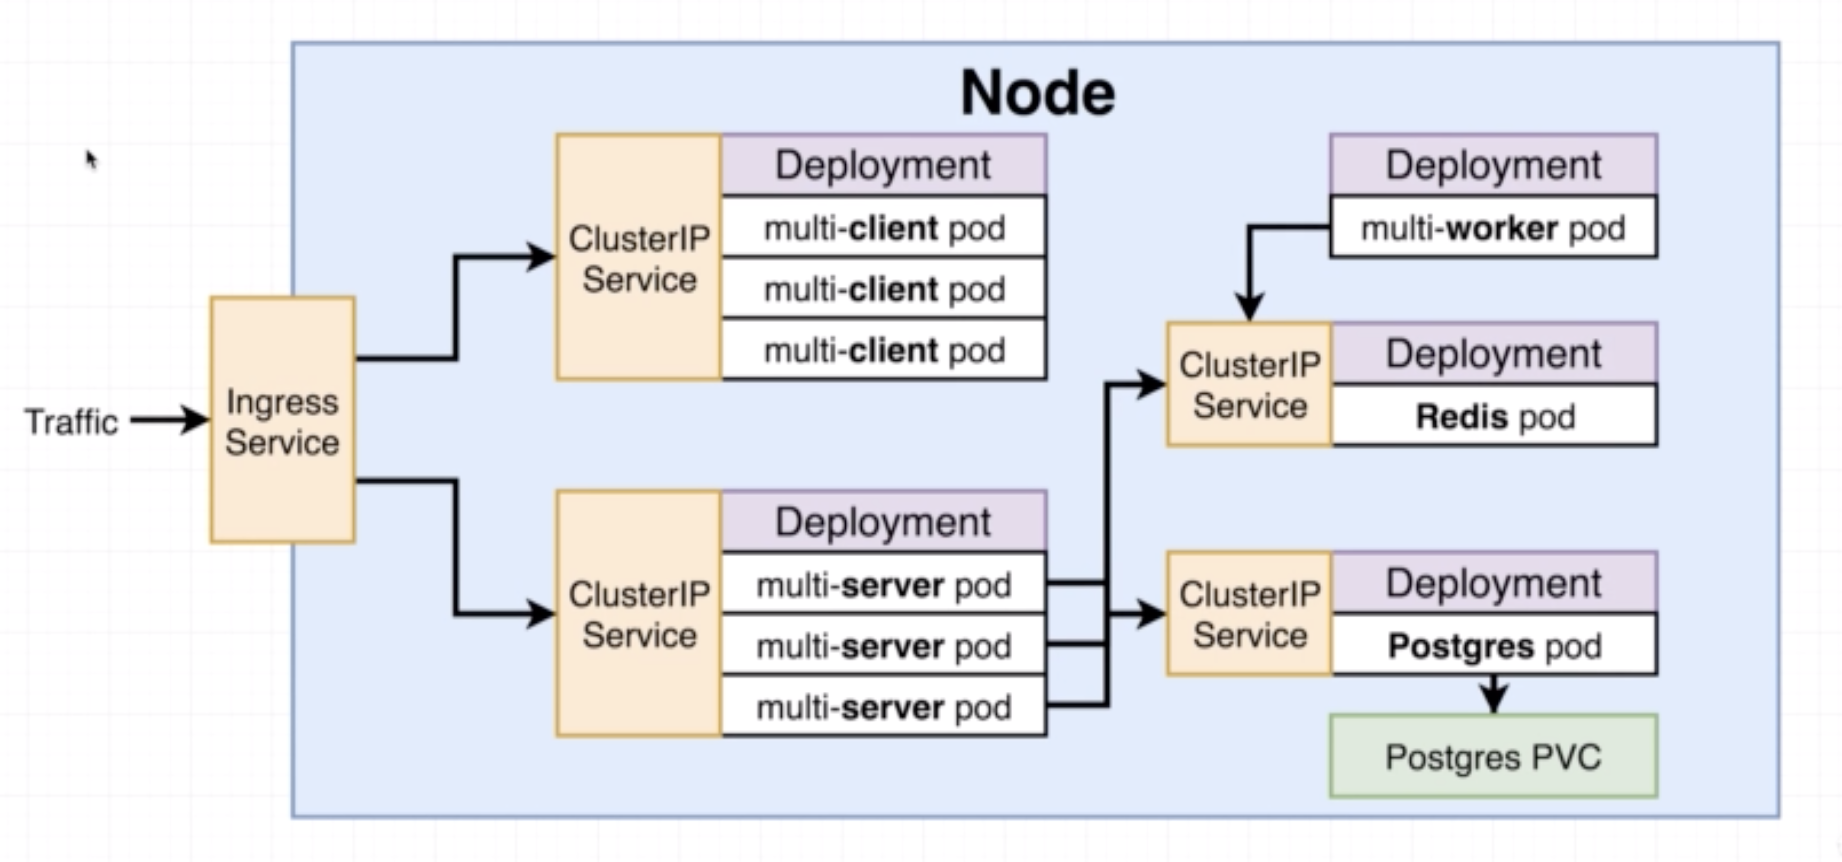 Node
Traffic
Ingress
Service
ClusterIP
Service
Deployment
multi-client pod
multi-client pod
multi-client pod
ClusterIP
Service
Deployment
multi-server pod
multi-server pod
multi-server pod
Deployment
multi-worker pod
ClusterIP
Service
Deployment
Redis pod
ClusterIP
Service
Deployment
Postgres pod
Postgres PVC